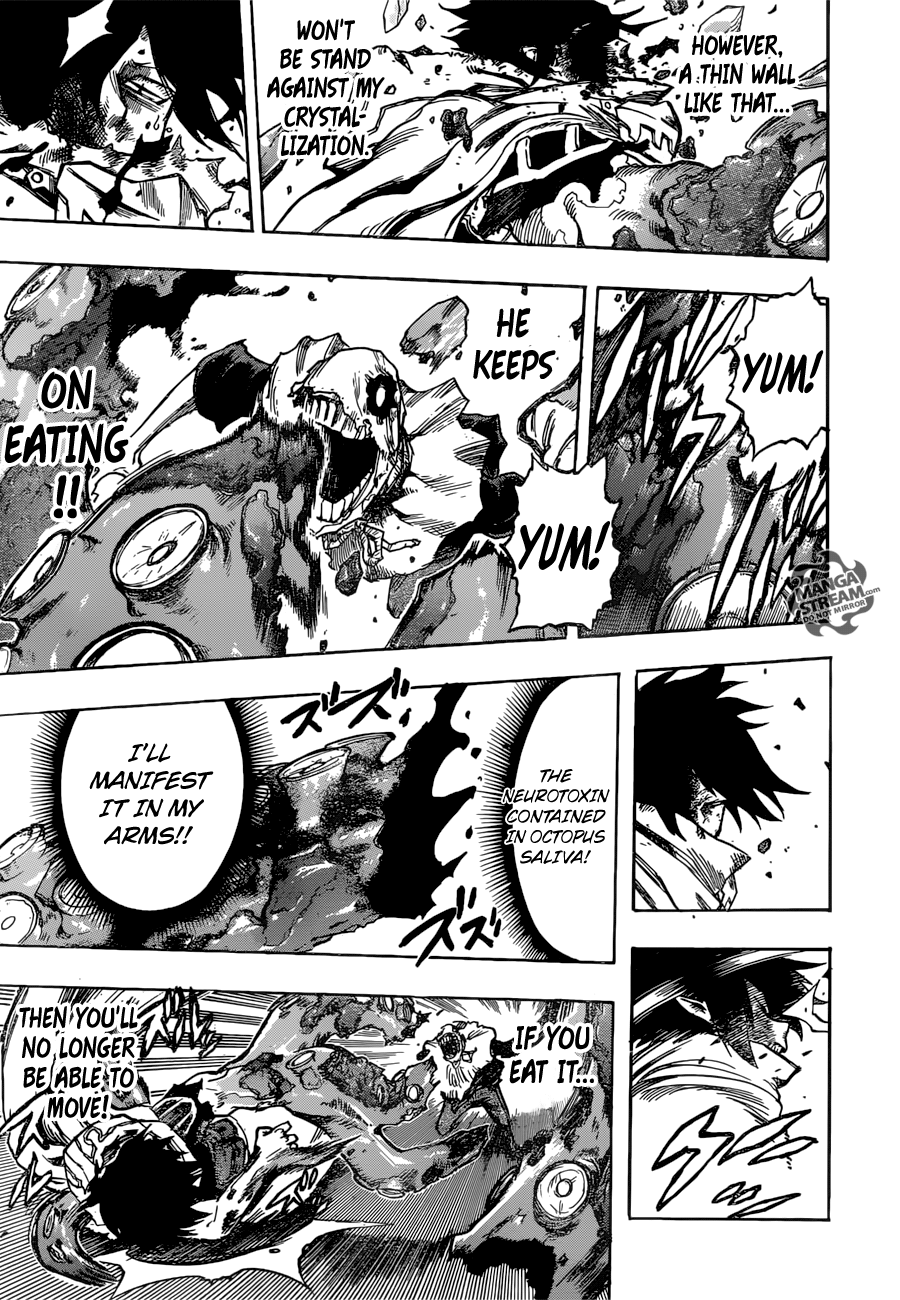 HOWEVER,
A THIN WALL
LIKE THAT...
WON'T
BE STAND
AGAINST MY
CRYSTAL-
LIZATION.
YUM!
YUM!
HE
KEEPS
ON
EATING
!!
MANGA
STREAM.com
DO NOT MIRROR
THE
NEUROTOXIN
CONTAINED
IN OCTOPUS
SALIVA!
ズズ
ズズ
I'LL
MANIFEST
IT IN MY
ARMS!!
IF YOU
EAT IT...
THEN YOU'LL
NO LONGER
BE ABLE TO
MOVE!